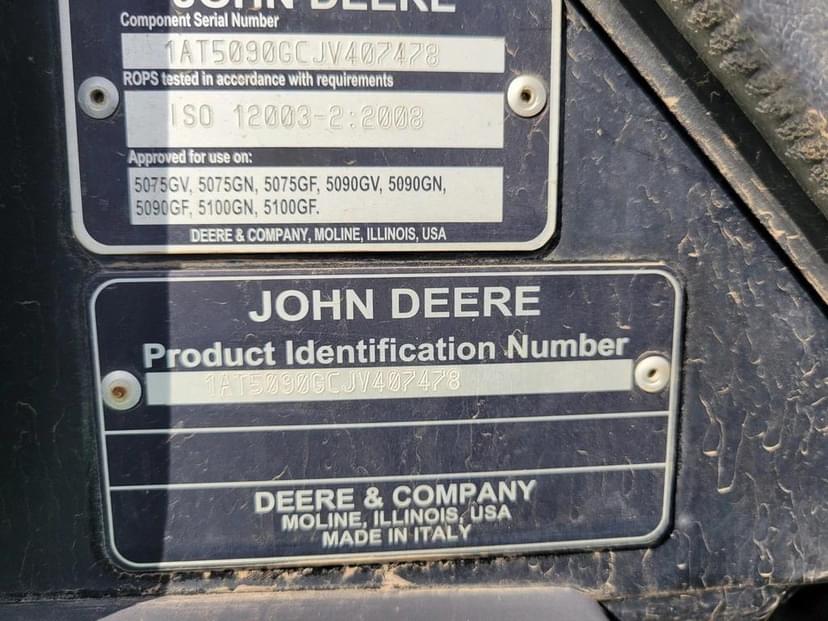 JOHN DEERE
Component Serial Number
1AT5090GCJV407478
ROPS tested in accordance with requirements
ISO 12003-2:2008
Approved for use on:
5075GV, 5075GN, 5075GF, 5090GV, 5090GN,
5090GF, 5100GN, 5100GF.
DEERE & COMPANY, MOLINE, ILLINOIS, USA
JOHN DEERE
Product Identification Number
1AT5090GCJV407478
DEERE & COMPANY
MOLINE, ILLINOIS, USA
MADE IN ITALY